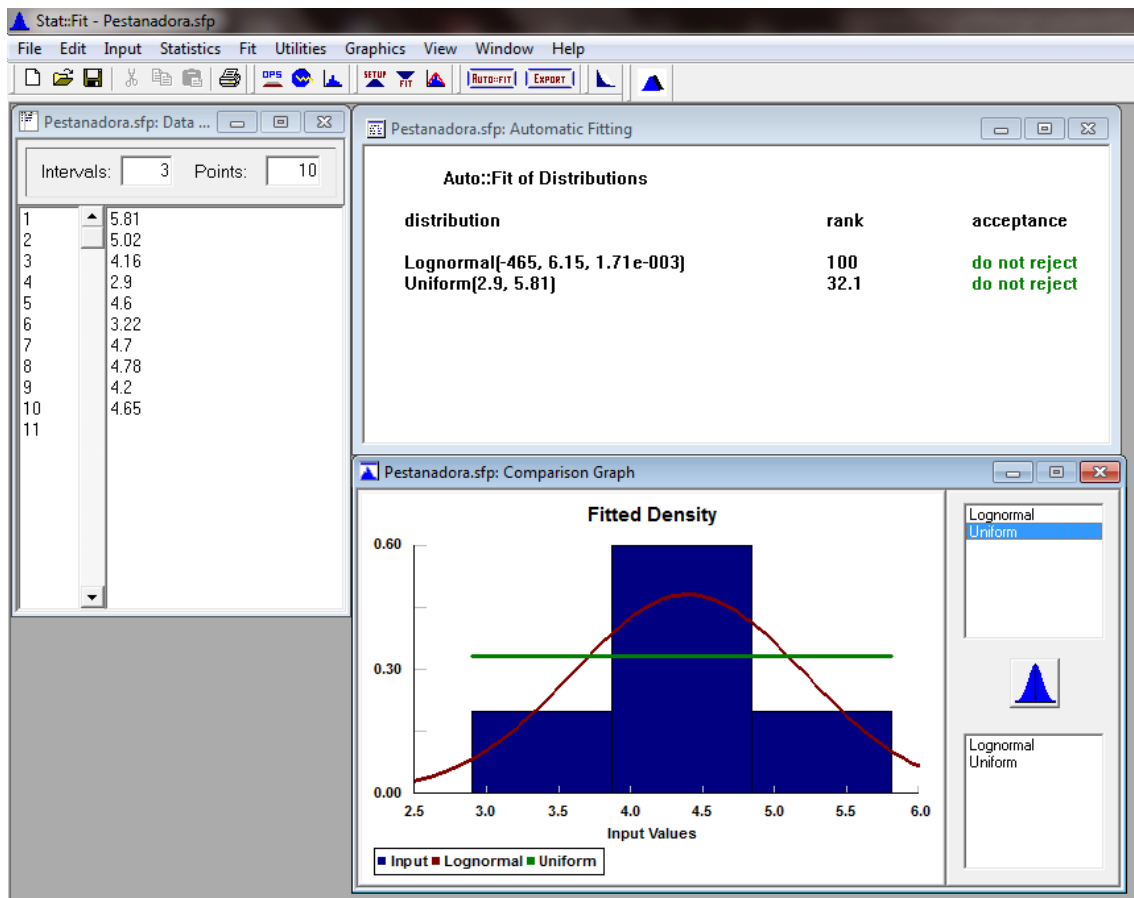 Stat::Fit - Pestanadora.sfp
File Edit Input Statistics Fit Utilities Graphics View Window Help
OPS SETUP FIT AUTO::FIT EXPORT
Pestanadora.sfp: Data ...
Intervals: 3 Points: 10
1 5.81
2 5.02
3 4.16
4 2.9
5 4.6
6 3.22
7 4.7
8 4.78
9 4.2
10 4.65
11
Pestanadora.sfp: Automatic Fitting
Auto::Fit of Distributions
distribution rank acceptance
Lognormal(-465, 6.15, 1.71e-003) 100 do not reject
Uniform(2.9, 5.81) 32.1 do not reject
Pestanadora.sfp: Comparison Graph
Fitted Density
0.60
0.30
0.00
2.5 3.0 3.5 4.0 4.5 5.0 5.5 6.0
Input Values
Input Lognormal Uniform
Lognormal
Uniform
Lognormal
Uniform